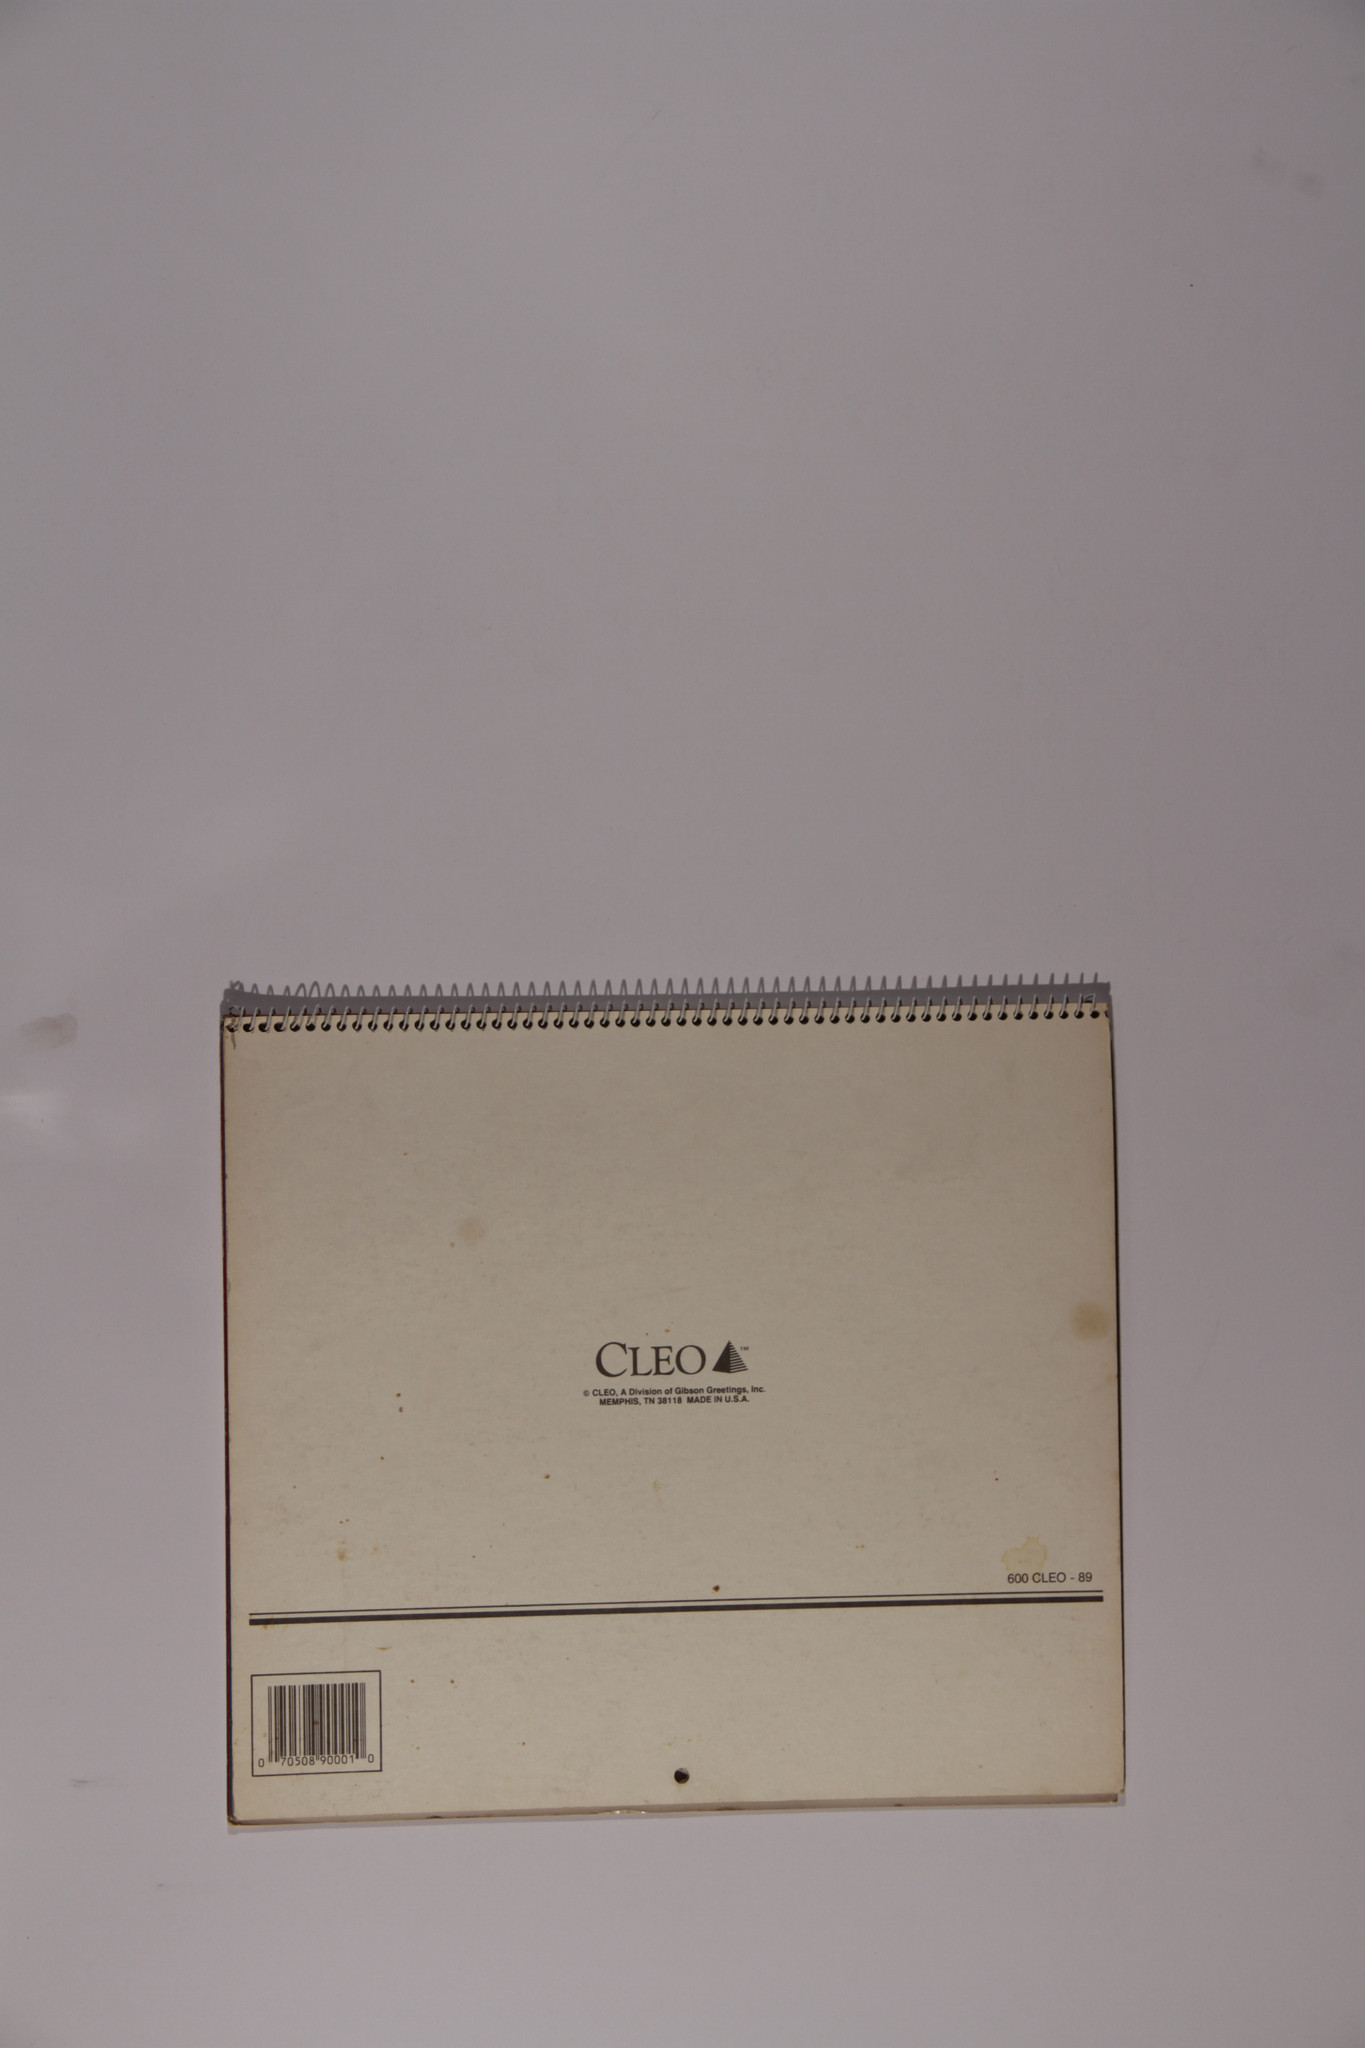 CLEO ™
© CLEO, A Division of Gibson Greetings, Inc.
MEMPHIS, TN 38118 MADE IN U.S.A.
600 CLEO - 89
0 70508 90001 0